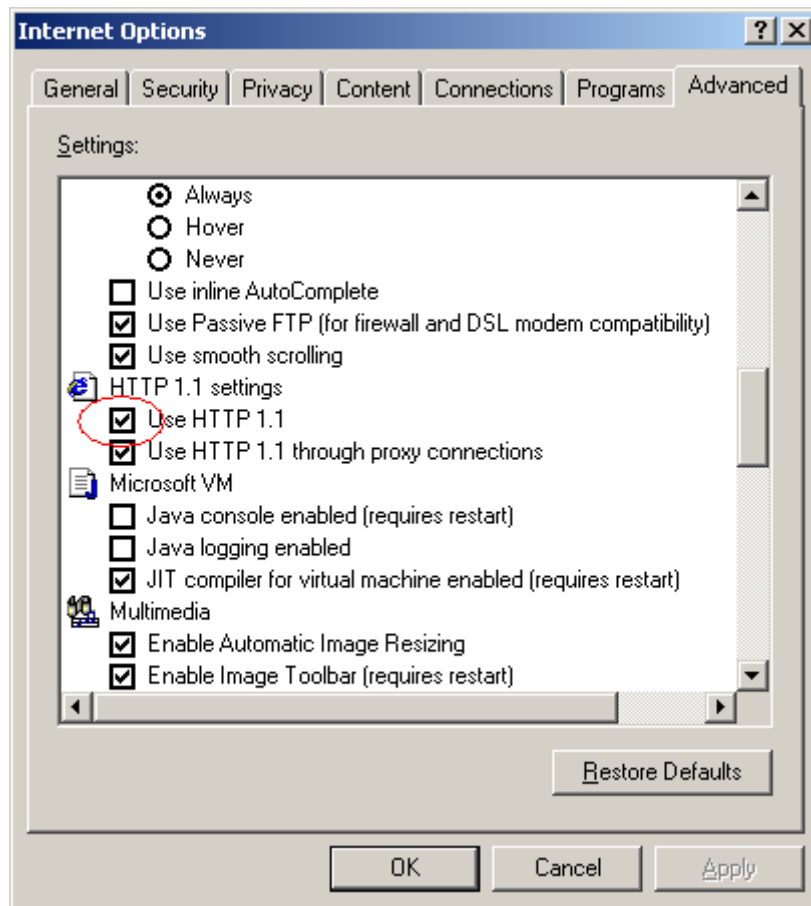 Internet Options
General Security Privacy Content Connections Programs Advanced
Settings:
Always
Hover
Never
Use inline AutoComplete
Use Passive FTP (for firewall and DSL modem compatibility)
Use smooth scrolling
HTTP 1.1 settings
Use HTTP 1.1
Use HTTP 1.1 through proxy connections
Microsoft VM
Java console enabled (requires restart)
Java logging enabled
JIT compiler for virtual machine enabled (requires restart)
Multimedia
Enable Automatic Image Resizing
Enable Image Toolbar (requires restart)
Restore Defaults
OK Cancel Apply